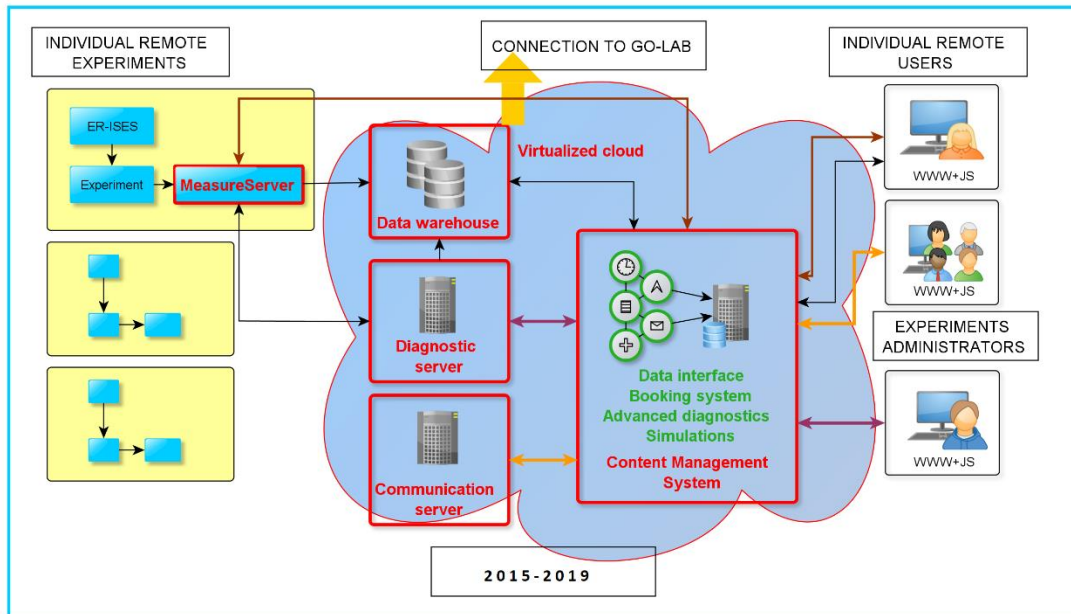 INDIVIDUAL REMOTE
EXPERIMENTS
CONNECTION TO GO-LAB
INDIVIDUAL REMOTE
USERS
ER-ISES
Experiment
MeasureServer
Virtualized cloud
Data warehouse
Diagnostic
server
Communication
server
Data interface
Booking system
Advanced diagnostics
Simulations
Content Management
System
WWW+JS
WWW+JS
EXPERIMENTS
ADMINISTRATORS
WWW+JS
2015-2019